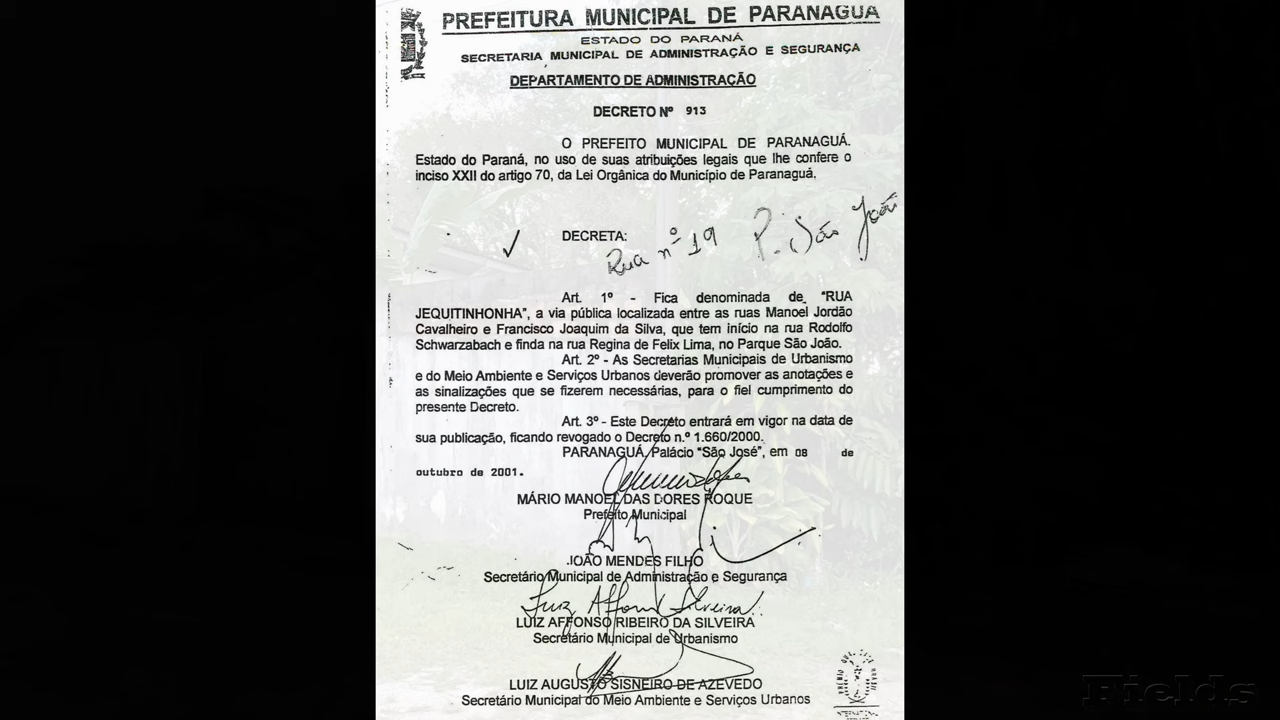 PREFEITURA MUNICIPAL DE PARANAGUA
ESTADO DO PARANÁ
SECRETARIA MUNICIPAL DE ADMINISTRAÇÃO E SEGURANÇA
DEPARTAMENTO DE ADMINISTRAÇÃO
DECRETO Nº 913
O PREFEITO MUNICIPAL DE PARANAGUÁ.
Estado do Paraná, no uso de suas atribuições legais que lhe confere o
inciso XXII do artigo 70, da Lei Orgânica do Município de Paranaguá.
DECRETA:
Rua nº 19 P. São João
Art. 1º - Fica denominada de "RUA
JEQUITINHONHA", a via pública localizada entre as ruas Manoel Jordão
Cavalheiro e Francisco Joaquim da Silva, que tem início na rua Rodolfo
Schwarzabach e finda na rua Regina de Felix Lima, no Parque São João.
Art. 2º - As Secretarias Municipais de Urbanismo
e do Meio Ambiente e Serviços Urbanos deverão promover as anotações e
as sinalizações que se fizerem necessárias, para o fiel cumprimento do
presente Decreto.
Art. 3º - Este Decreto entrará em vigor na data de
sua publicação, ficando revogado o Decreto n.º 1.660/2000.
PARANAGUÁ, Palácio "São José", em 08 de
outubro de 2001.
MÁRIO MANOEL DAS DORES ROQUE
Prefeito Municipal
JOÃO MENDES FILHO
Secretário Municipal de Administração e Segurança
Luiz Affonso Silveira
LUIZ AFFONSO RIBEIRO DA SILVEIRA
Secretário Municipal de Urbanismo
LUIZ AUGUSTO SISNEIRO DE AZEVEDO
Secretário Municipal do Meio Ambiente e Serviços Urbanos
Fields